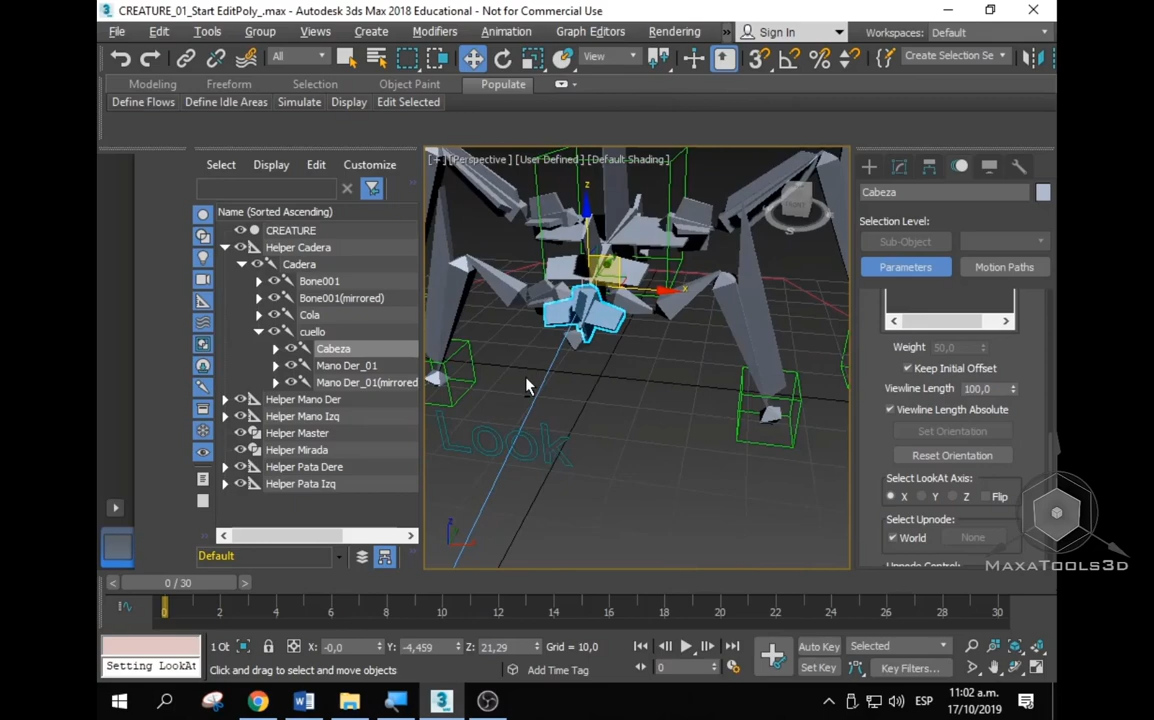 CREATURE_01_Start EditPoly_.max - Autodesk 3ds Max 2018 Educational - Not for Commercial Use
File Edit Tools Group Views Create Modifiers Animation Graph Editors Rendering Sign In Workspaces: Default
All View Create Selection Se
Modeling Freeform Selection Object Paint Populate
Define Flows Define Idle Areas Simulate Display Edit Selected
Select Display Edit Customize
[+] [Perspective] [User Defined] [Default Shading]
Name (Sorted Ascending)
CREATURE
Helper Cadera
Cadera
Bone001
Bone001(mirrored)
Cola
cuello
Cabeza
Mano Der_01
Mano Der_01(mirrored
Helper Mano Der
Helper Mano Izq
Helper Master
Helper Mirada
Helper Pata Dere
Helper Pata Izq
Default
z
x
FRONT
S
Look
z
Cabeza
Selection Level:
Sub-Object
Parameters Motion Paths
Weight 50,0
Keep Initial Offset
Viewline Length 100,0
Viewline Length Absolute
Set Orientation
Reset Orientation
Select LookAt Axis:
X Y Z Flip
Select Upnode:
World None
MAXATOOLS3D
0 / 30
0 2 4 6 8 10 12 14 16 18 20 22 24 26 28 30
X: -0,0 Y: -4,459 Z: 21,29 Grid = 10,0
Auto Key Selected
Setting LookAt Click and drag to select and move objects Add Time Tag 0 Set Key Key Filters...
ESP 11:02 a.m.
17/10/2019